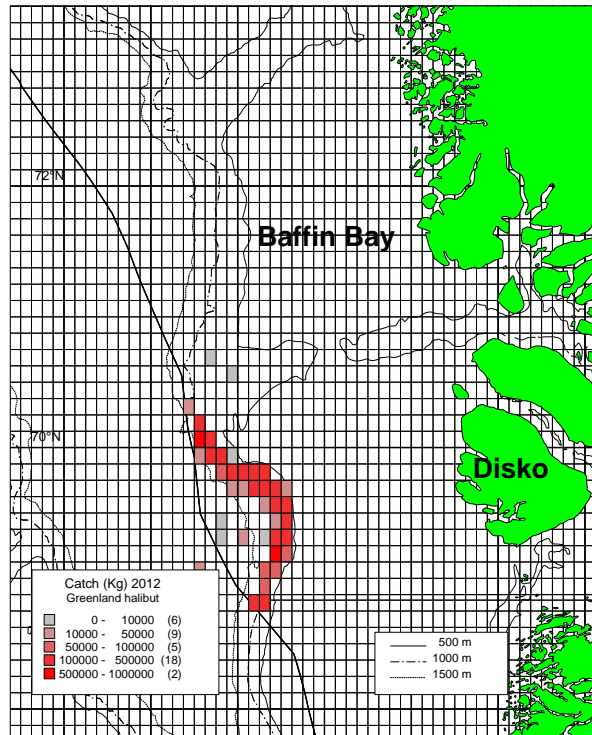 72°N
Baffin Bay
70°N
Disko
Catch (Kg) 2012
Greenland halibut
0 - 10000 (6)
10000 - 50000 (9)
50000 - 100000 (5)
100000 - 500000 (18)
500000 - 1000000 (2)
500 m
1000 m
1500 m